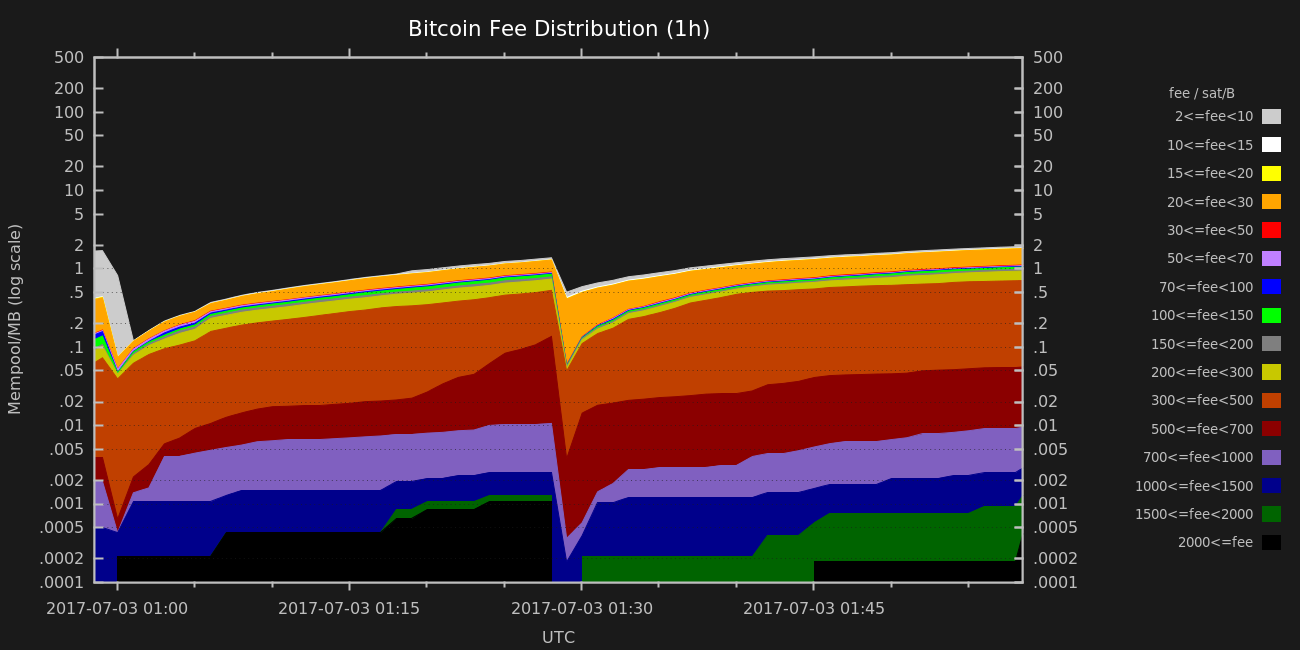 Bitcoin Fee Distribution (1h)
Mempool/MB (log scale)
500
200
100
50
20
10
5
2
1
.5
.2
.1
.05
.02
.01
.005
.002
.001
.0005
.0002
.0001
500
200
100
50
20
10
5
2
1
.5
.2
.1
.05
.02
.01
.005
.002
.001
.0005
.0002
.0001
2017-07-03 01:00 2017-07-03 01:15 2017-07-03 01:30 2017-07-03 01:45
UTC
fee / sat/B
2<=fee<10
10<=fee<15
15<=fee<20
20<=fee<30
30<=fee<50
50<=fee<70
70<=fee<100
100<=fee<150
150<=fee<200
200<=fee<300
300<=fee<500
500<=fee<700
700<=fee<1000
1000<=fee<1500
1500<=fee<2000
2000<=fee